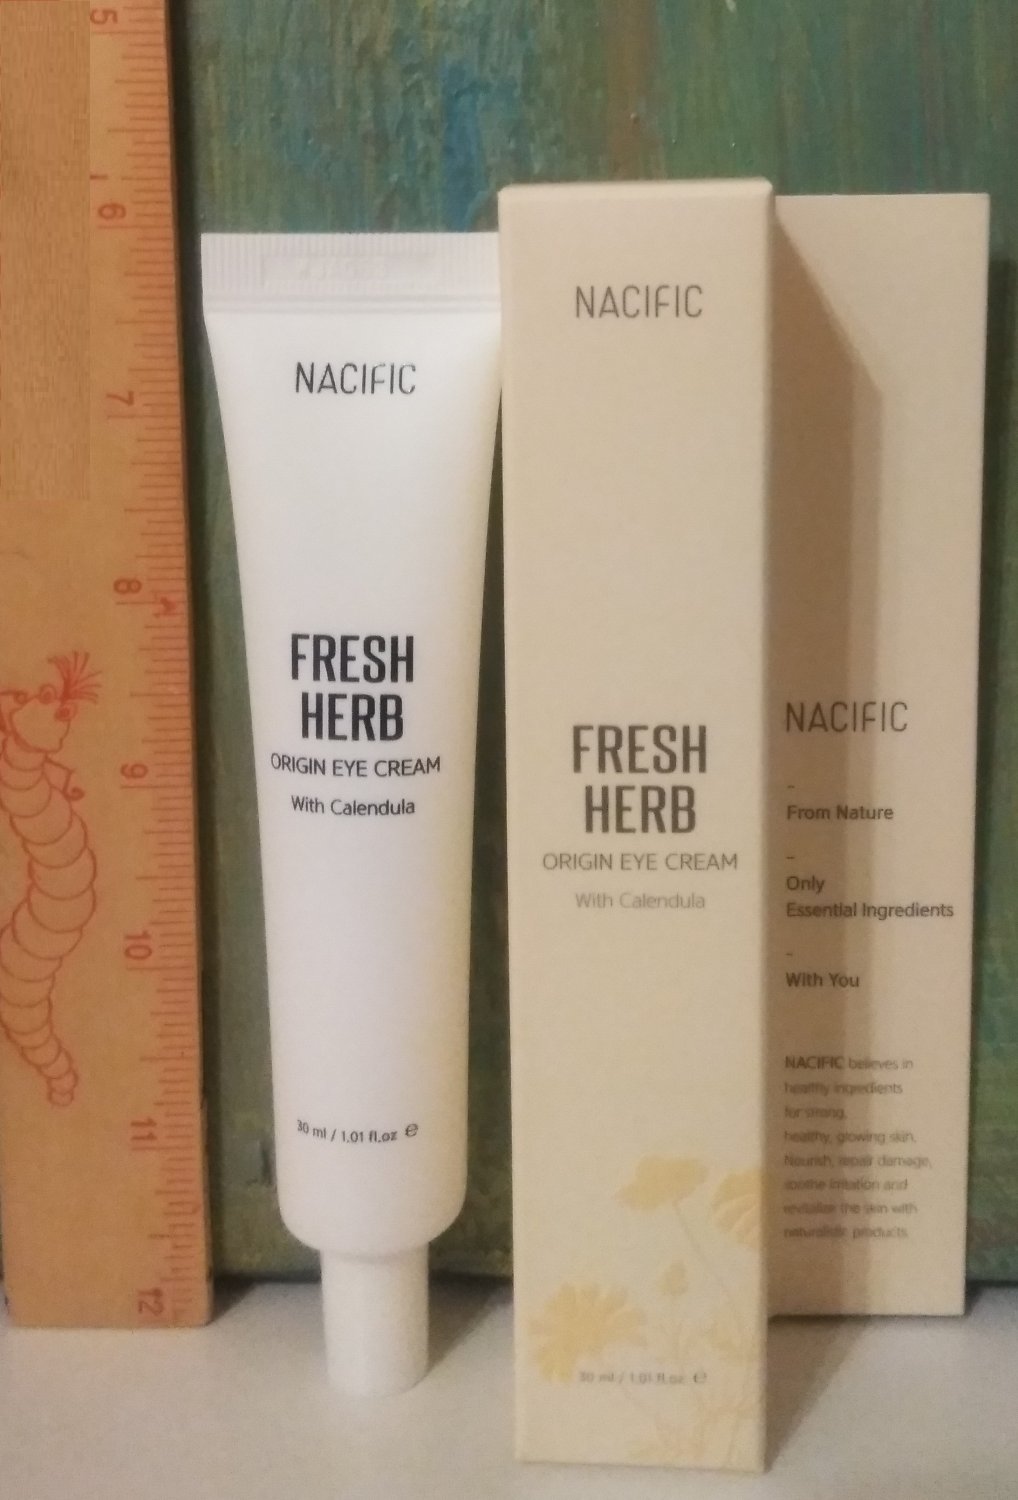 5
6
7
8
9
10
11
12
NACIFIC
FRESH
HERB
ORIGIN EYE CREAM
With Calendula
30 ml / 1.01 fl.oz ℮
NACIFIC
FRESH
HERB
ORIGIN EYE CREAM
With Calendula
30 ml / 1.01 fl.oz ℮
NACIFIC
-
From Nature
-
Only
Essential Ingredients
-
With You
NACIFIC believes in
healthy ingredients
for strong,
healthy, glowing skin.
Nourish, repair damage,
soothe irritation and
revitalize the skin with
naturalistic products.